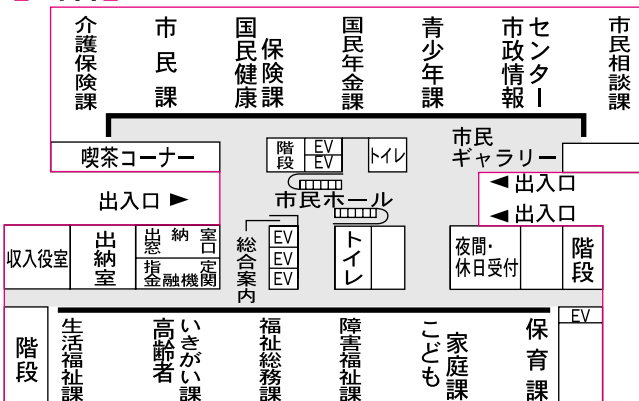 介護保険課
市民課
国民健康
保険課
国民年金課
青少年課
市政情報
センター
市民相談課
喫茶コーナー
階段
EV
EV
トイレ
市民
ギャラリー
出入口 ►
市民ホール
◄ 出入口
◄ 出入口
収入役室
出納室
出納室
窓口
指定
金融機関
総合案内
EV
EV
EV
トイレ
夜間・
休日受付
階段
階段
生活福祉課
高齢者
いきがい課
福祉総務課
障害福祉課
こども
家庭課
保育課
EV